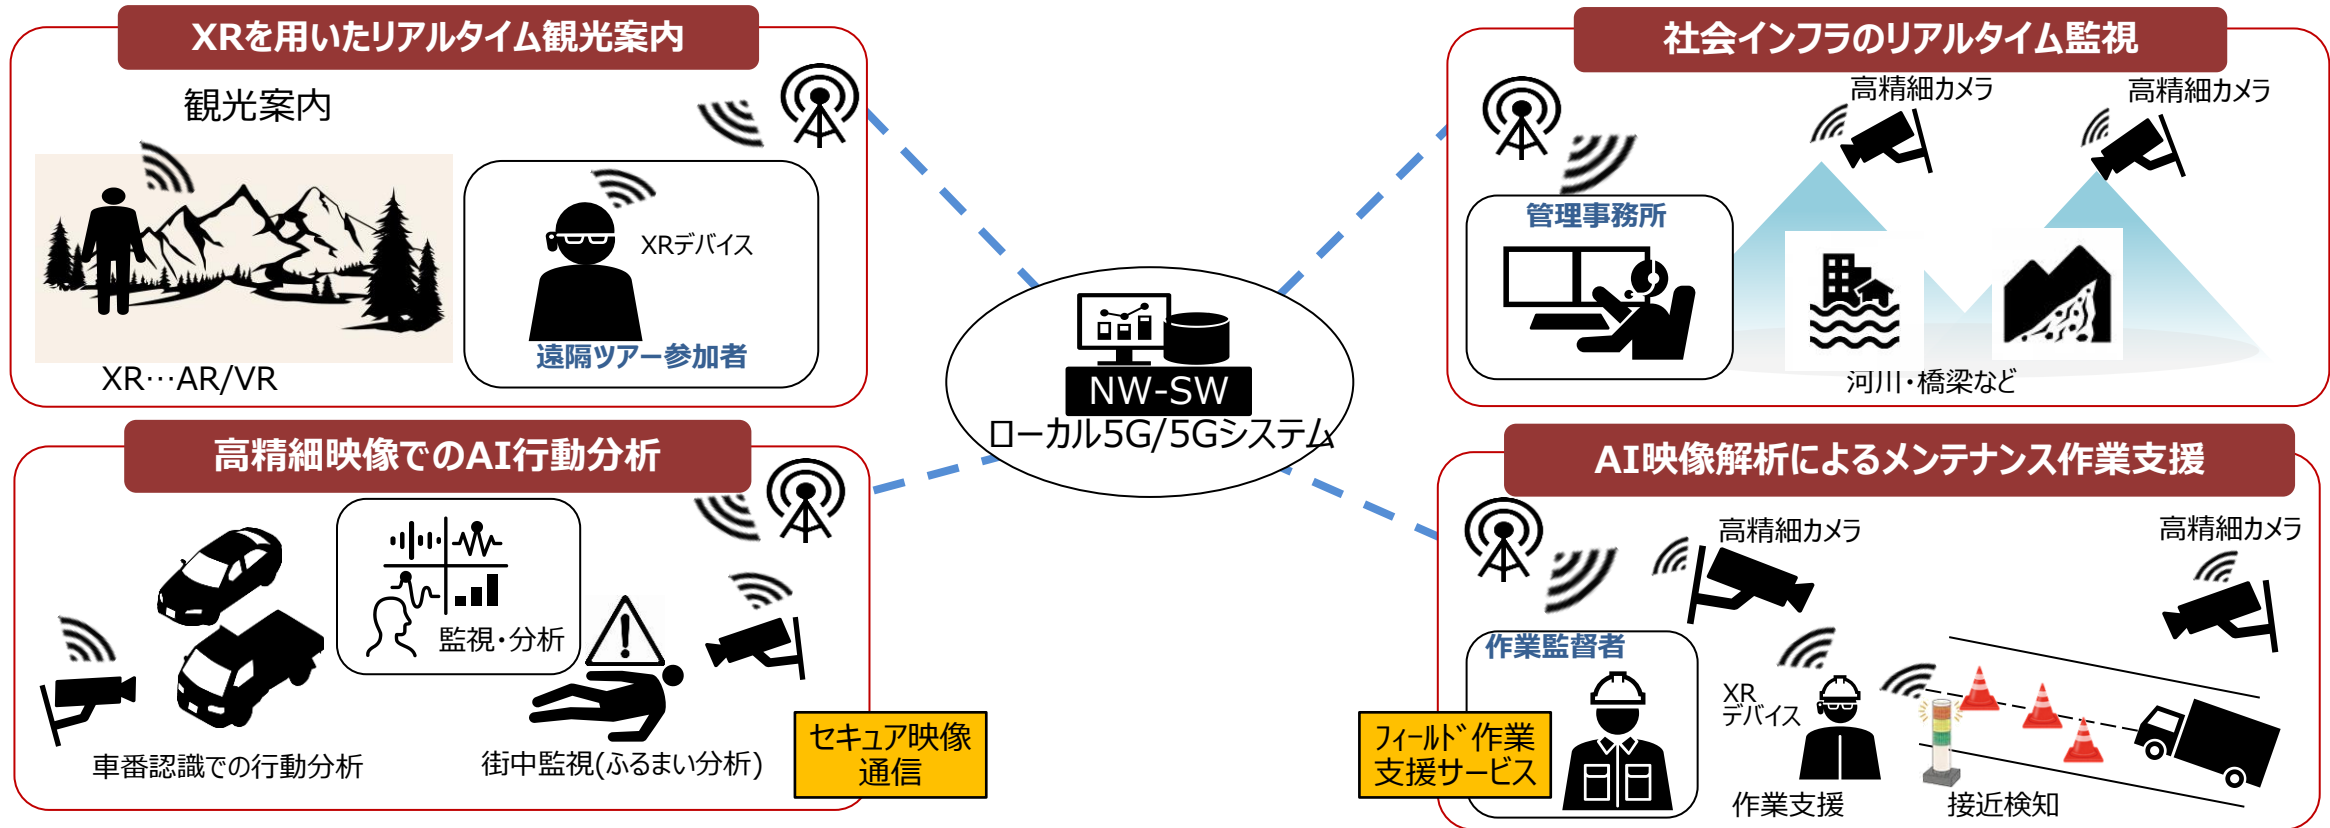 XRを用いたリアルタイム観光案内
観光案内
XRデバイス
遠隔ツアー参加者
XR…AR/VR
社会インフラのリアルタイム監視
高精細カメラ
高精細カメラ
管理事務所
河川・橋梁など
NW-SW
ローカル5G/5Gシステム
高精細映像でのAI行動分析
監視・分析
車番認識での行動分析
街中監視(ふるまい分析)
セキュア映像
通信
AI映像解析によるメンテナンス作業支援
高精細カメラ
高精細カメラ
作業監督者
フィールド作業
支援サービス
XR
デバイス
作業支援
接近検知